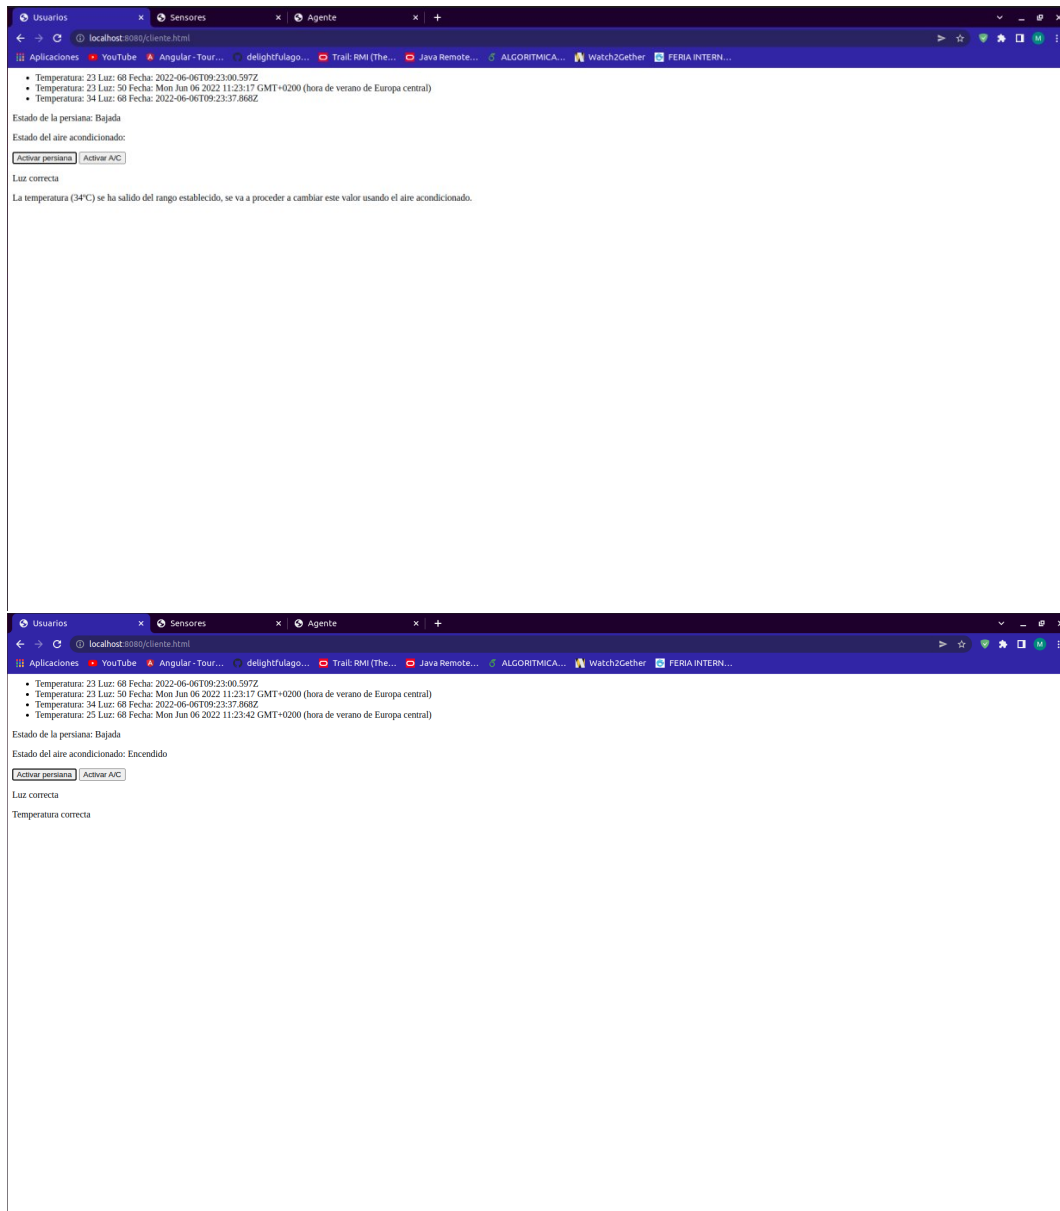 Usuarios
Sensores
Agente
localhost:8080/cliente.html
M
Aplicaciones
YouTube
Angular - Tour...
delightfulago...
Trail: RMI (The...
Java Remote...
ALGORITMICA...
Watch2Gether
FERIA INTERN...
Temperatura: 23 Luz: 68 Fecha: 2022-06-06T09:23:00.597Z
Temperatura: 23 Luz: 50 Fecha: Mon Jun 06 2022 11:23:17 GMT+0200 (hora de verano de Europa central)
Temperatura: 34 Luz: 68 Fecha: 2022-06-06T09:23:37.868Z
Estado de la persiana: Bajada
Estado del aire acondicionado:
Activar persiana
Activar A/C
Luz correcta
La temperatura (34ºC) se ha salido del rango establecido, se va a proceder a cambiar este valor usando el aire acondicionado.
Usuarios
Sensores
Agente
localhost:8080/cliente.html
M
Aplicaciones
YouTube
Angular - Tour...
delightfulago...
Trail: RMI (The...
Java Remote...
ALGORITMICA...
Watch2Gether
FERIA INTERN...
Temperatura: 23 Luz: 68 Fecha: 2022-06-06T09:23:00.597Z
Temperatura: 23 Luz: 50 Fecha: Mon Jun 06 2022 11:23:17 GMT+0200 (hora de verano de Europa central)
Temperatura: 34 Luz: 68 Fecha: 2022-06-06T09:23:37.868Z
Temperatura: 25 Luz: 68 Fecha: Mon Jun 06 2022 11:23:42 GMT+0200 (hora de verano de Europa central)
Estado de la persiana: Bajada
Estado del aire acondicionado: Encendido
Activar persiana
Activar A/C
Luz correcta
Temperatura correcta